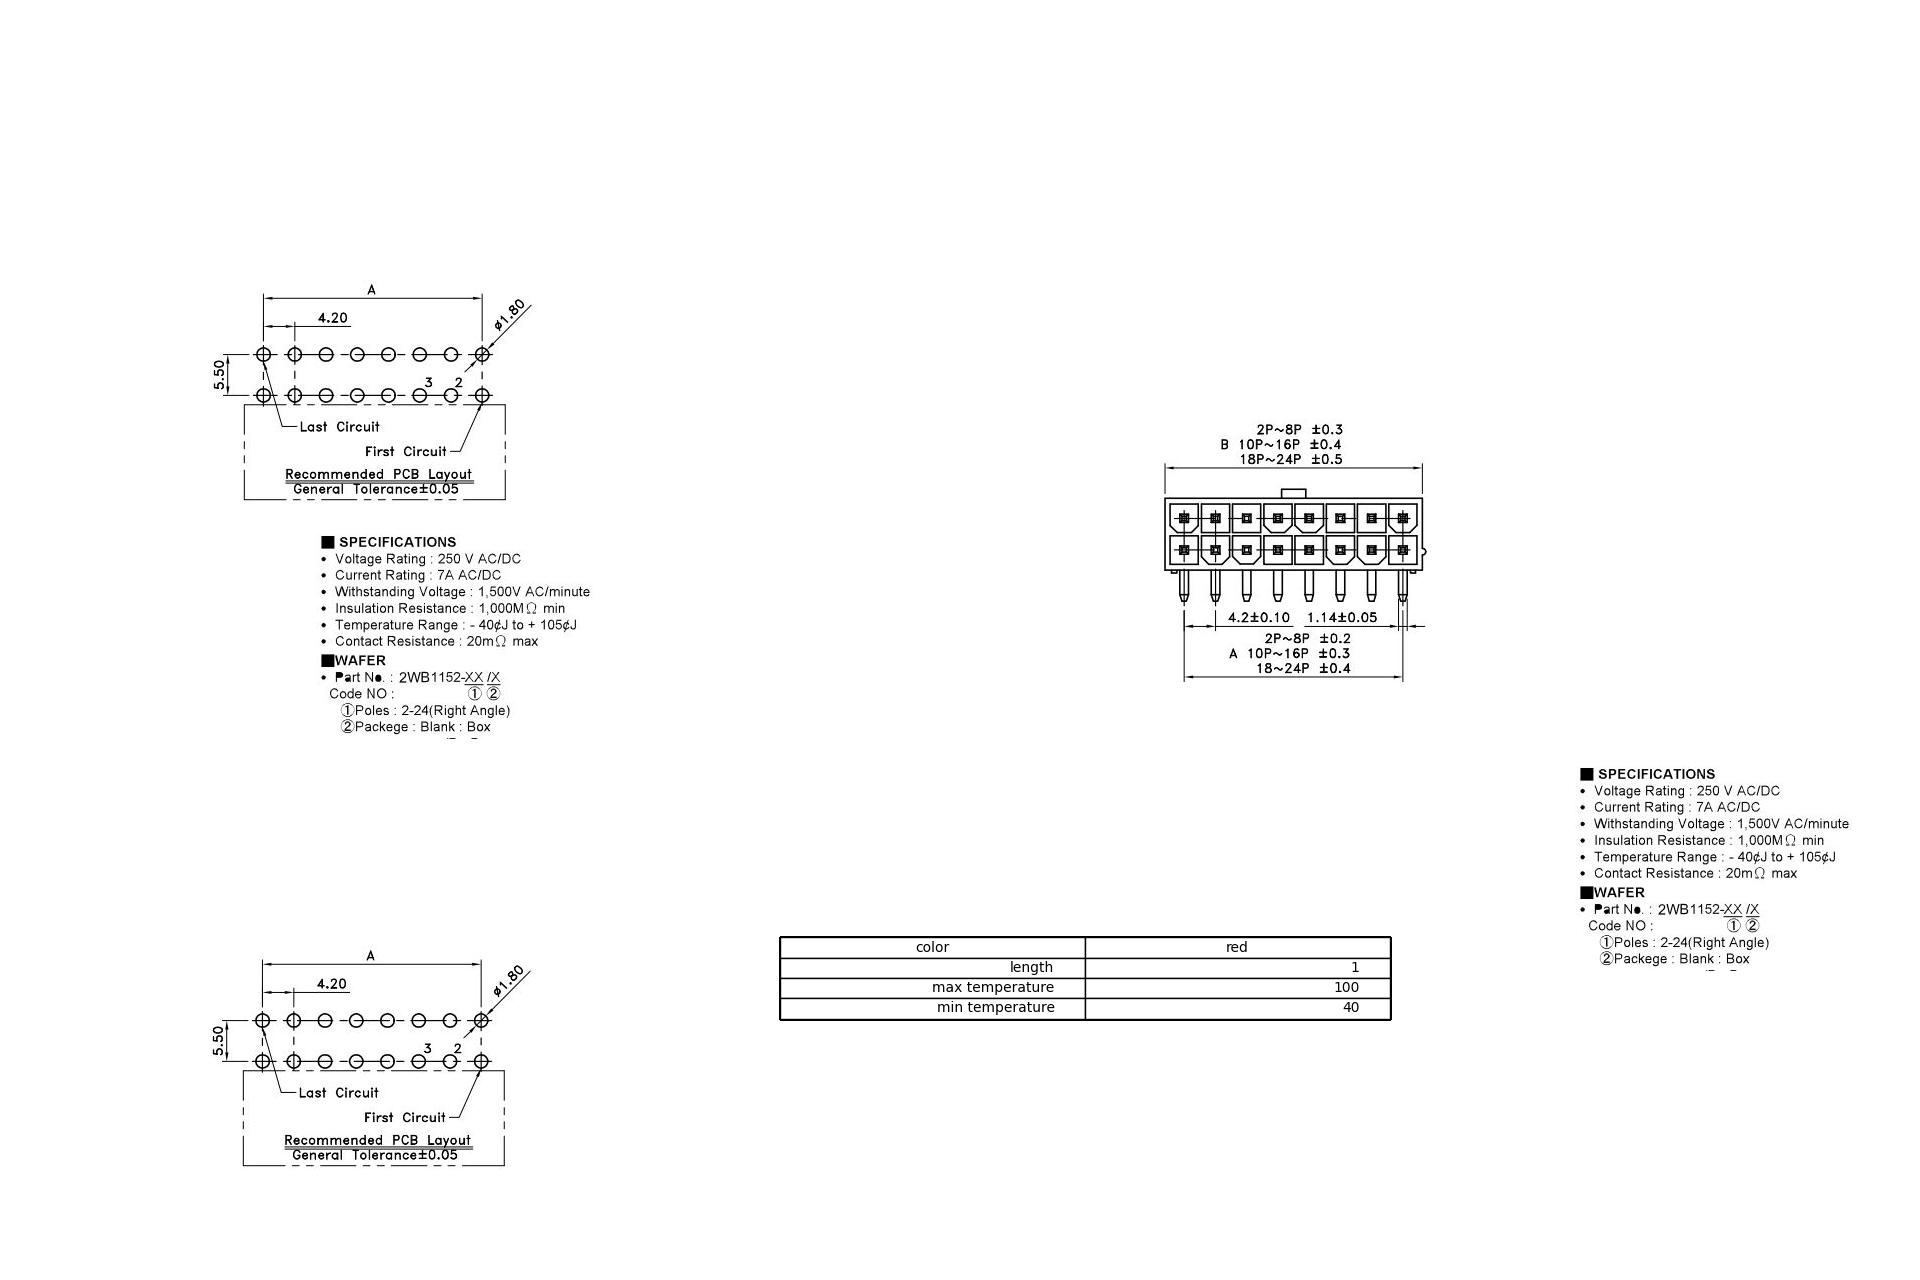 A
4.20
ø1.80
5.50
3 2
Last Circuit
First Circuit
Recommended PCB Layout
General Tolerance±0.05
2P~8P ±0.3
B 10P~16P ±0.4
18P~24P ±0.5
4.2±0.10 1.14±0.05
2P~8P ±0.2
A 10P~16P ±0.3
18~24P ±0.4
■ SPECIFICATIONS
• Voltage Rating : 250 V AC/DC
• Current Rating : 7A AC/DC
• Withstanding Voltage : 1,500V AC/minute
• Insulation Resistance : 1,000MΩ min
• Temperature Range : - 40¢J to + 105¢J
• Contact Resistance : 20mΩ max
■WAFER
• Part No. : 2WB1152-XX /X
Code NO : ① ②
①Poles : 2-24(Right Angle)
②Packege : Blank : Box
■ SPECIFICATIONS
• Voltage Rating : 250 V AC/DC
• Current Rating : 7A AC/DC
• Withstanding Voltage : 1,500V AC/minute
• Insulation Resistance : 1,000MΩ min
• Temperature Range : - 40¢J to + 105¢J
• Contact Resistance : 20mΩ max
■WAFER
• Part No. : 2WB1152-XX /X
Code NO : ① ②
①Poles : 2-24(Right Angle)
②Packege : Blank : Box
color red
length 1
max temperature 100
min temperature 40
A
4.20
ø1.80
5.50
3 2
Last Circuit
First Circuit
Recommended PCB Layout
General Tolerance±0.05